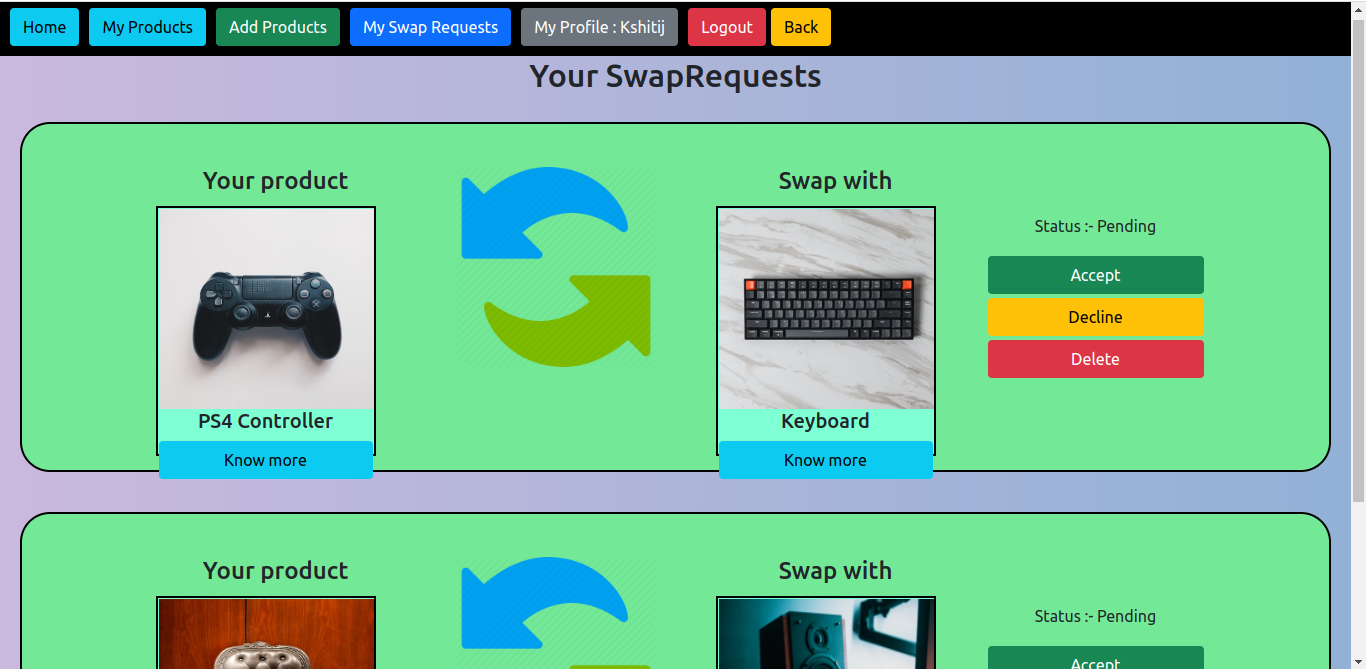 Home My Products Add Products My Swap Requests My Profile : Kshitij Logout Back
Your SwapRequests
Your product
Swap with
Status :- Pending
Accept
Decline
Delete
PS4 Controller
Keyboard
Know more
Know more
Your product
Swap with
Status :- Pending
Accept